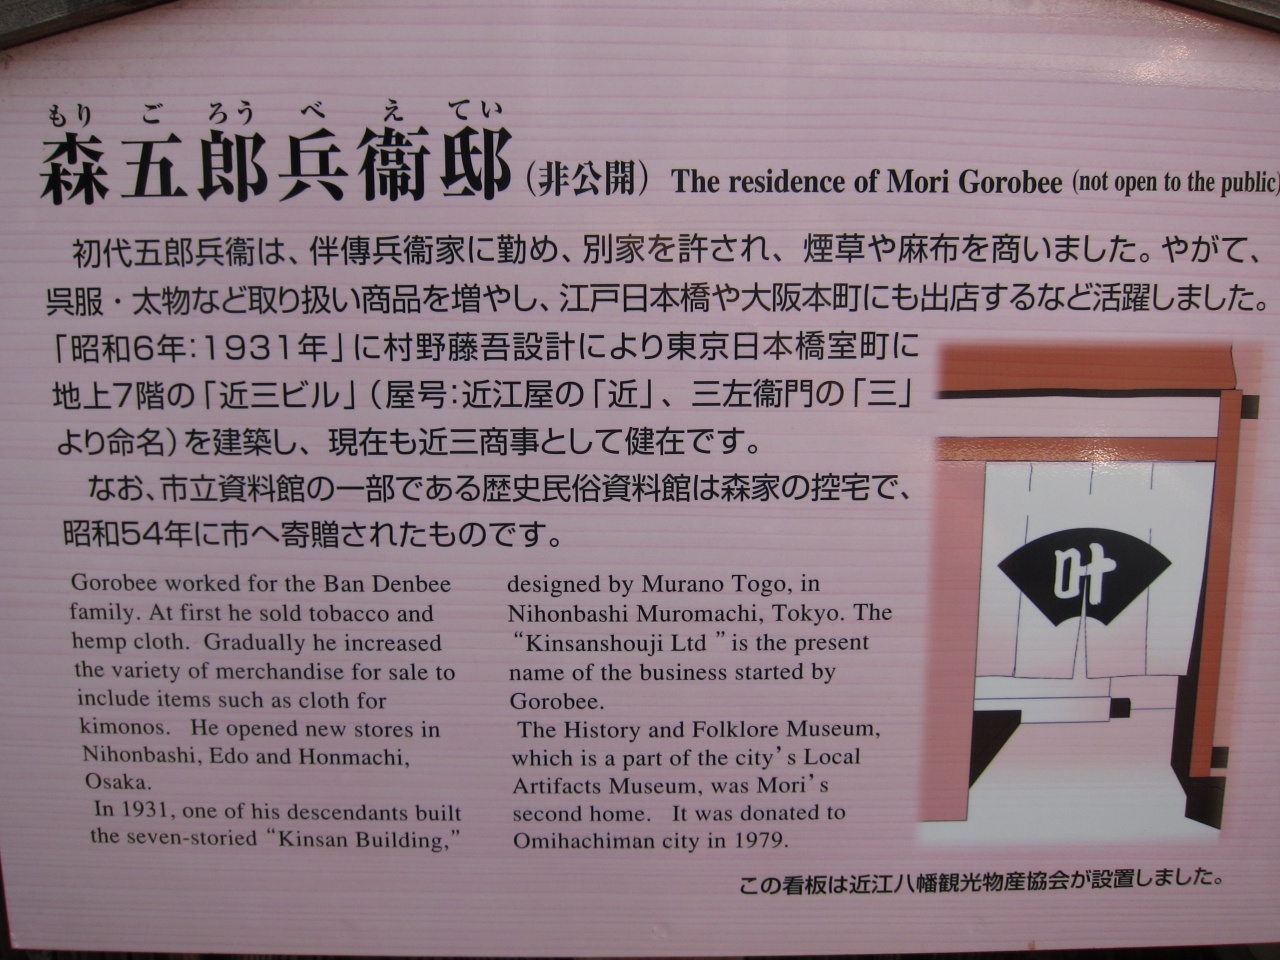 もり ご ろう べ え てい
森五郎兵衞邸(非公開) The residence of Mori Gorobee (not open to the public)
初代五郎兵衞は、伴傳兵衞家に勤め、別家を許され、煙草や麻布を商いました。やがて、
呉服・太物など取り扱い商品を増やし、江戸日本橋や大阪本町にも出店するなど活躍しました。
「昭和6年:1931年」に村野藤吾設計により東京日本橋室町に
地上7階の「近三ビル」(屋号:近江屋の「近」、三左衞門の「三」
より命名)を建築し、現在も近三商事として健在です。
なお、市立資料館の一部である歴史民俗資料館は森家の控宅で、
昭和54年に市へ寄贈されたものです。
Gorobee worked for the Ban Denbee
family. At first he sold tobacco and
hemp cloth. Gradually he increased
the variety of merchandise for sale to
include items such as cloth for
kimonos. He opened new stores in
Nihonbashi, Edo and Honmachi,
Osaka.
In 1931, one of his descendants built
the seven-storied “Kinsan Building,”
designed by Murano Togo, in
Nihonbashi Muromachi, Tokyo. The
“Kinsanshouji Ltd ” is the present
name of the business started by
Gorobee.
The History and Folklore Museum,
which is a part of the city’s Local
Artifacts Museum, was Mori’s
second home. It was donated to
Omihachiman city in 1979.
叶
この看板は近江八幡観光物産協会が設置しました。